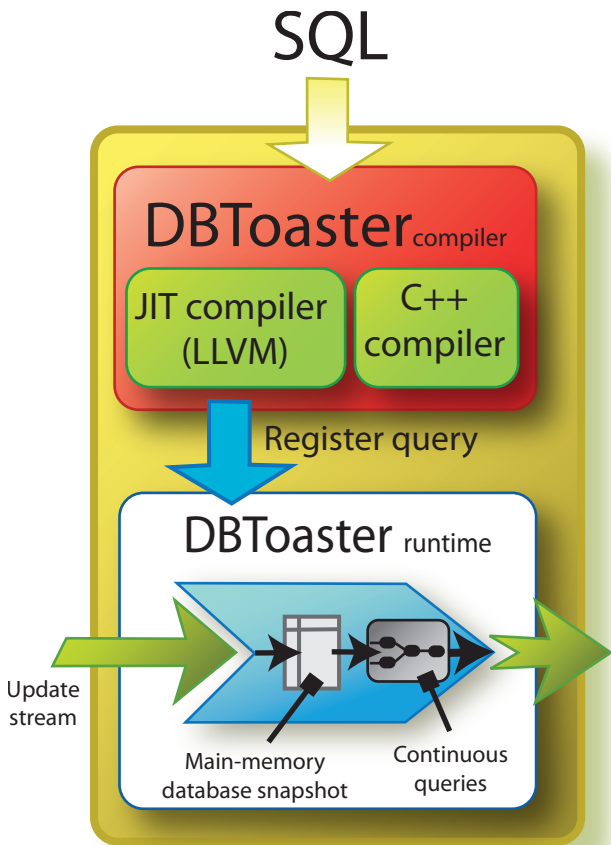 SQL
DBToaster compiler
JIT compiler
(LLVM)
C++
compiler
Register query
DBToaster runtime
Update
stream
Main-memory
database snapshot
Continuous
queries